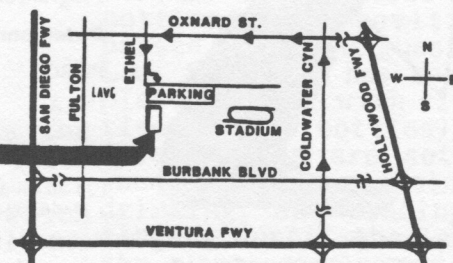 OXNARD ST.
SAN DIEGO FWY
FULTON
ETHEL
LAVC
PARKING
STADIUM
COLDWATER CYN
HOLLYWOOD FWY
N
W E
S
BURBANK BLVD
VENTURA FWY